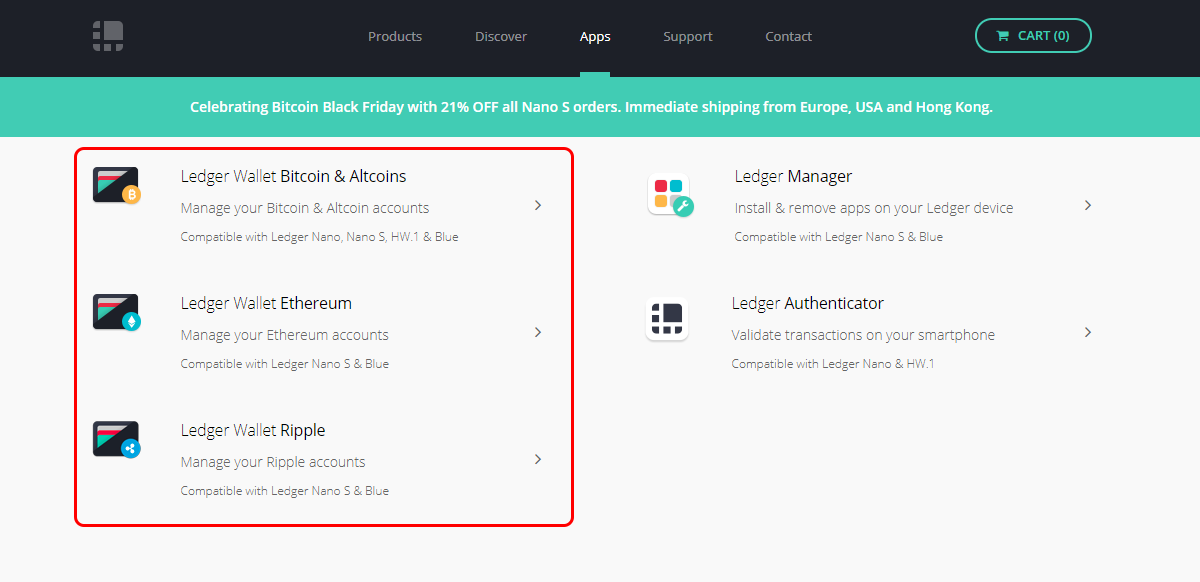 Products
Discover
Apps
Support
Contact
CART (0)
Celebrating Bitcoin Black Friday with 21% OFF all Nano S orders. Immediate shipping from Europe, USA and Hong Kong.
Ledger Wallet Bitcoin & Altcoins
Manage your Bitcoin & Altcoin accounts
Compatible with Ledger Nano, Nano S, HW.1 & Blue
Ledger Wallet Ethereum
Manage your Ethereum accounts
Compatible with Ledger Nano S & Blue
Ledger Wallet Ripple
Manage your Ripple accounts
Compatible with Ledger Nano S & Blue
Ledger Manager
Install & remove apps on your Ledger device
Compatible with Ledger Nano S & Blue
Ledger Authenticator
Validate transactions on your smartphone
Compatible with Ledger Nano & HW.1